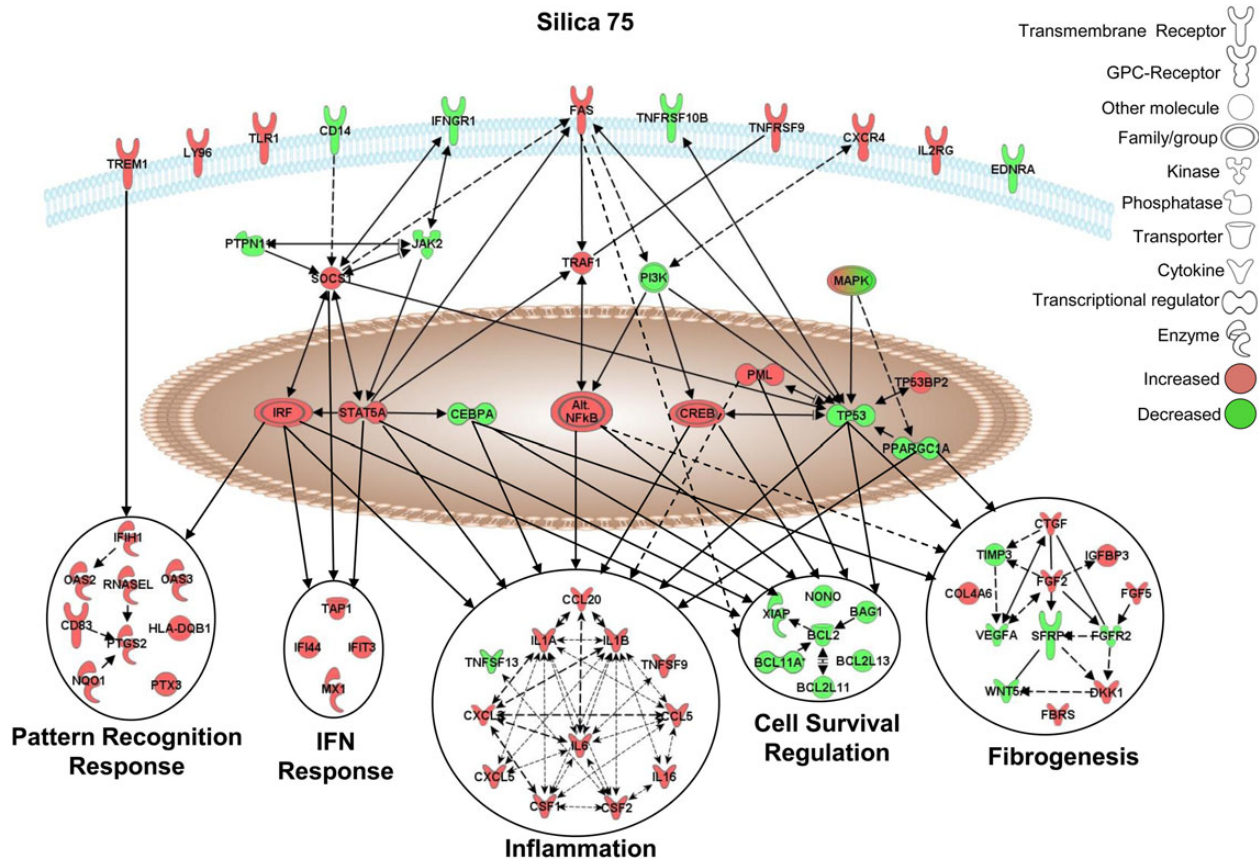 Silica 75
Transmembrane Receptor
GPC-Receptor
Other molecule
Family/group
Kinase
Phosphatase
Transporter
Cytokine
Transcriptional regulator
Enzyme
Increased
Decreased
TREM1
LY96
TLR1
CD14
IFNGR1
FAS
TNFRSF10B
TNFRSF9
CXCR4
IL2RG
EDNRA
PTPN11
JAK2
SOCS1
TRAF1
PI3K
MAPK
IRF
STAT5A
CEBPA
Alt.
NFkB
CREB
PML
TP53BP2
TP53
PPARGC1A
IFIH1
OAS2
RNASEL
OAS3
CD83
PTGS2
HLA-DQB1
NQO1
PTX3
Pattern Recognition
Response
TAP1
IFI44
IFIT3
MX1
IFN
Response
CCL20
IL1A
IL1B
TNFSF13
TNFSF9
CXCL3
CCL5
IL6
CXCL5
IL16
CSF1
CSF2
Inflammation
NONO
XIAP
BAG1
BCL2
BCL11A*
BCL2L13
BCL2L11
Cell Survival
Regulation
CTGF
TIMP3
IGFBP3
FGF2
COL4A6
FGF5
VEGFA
SFRP1
FGFR2
WNT5A
DKK1
FBRS
Fibrogenesis